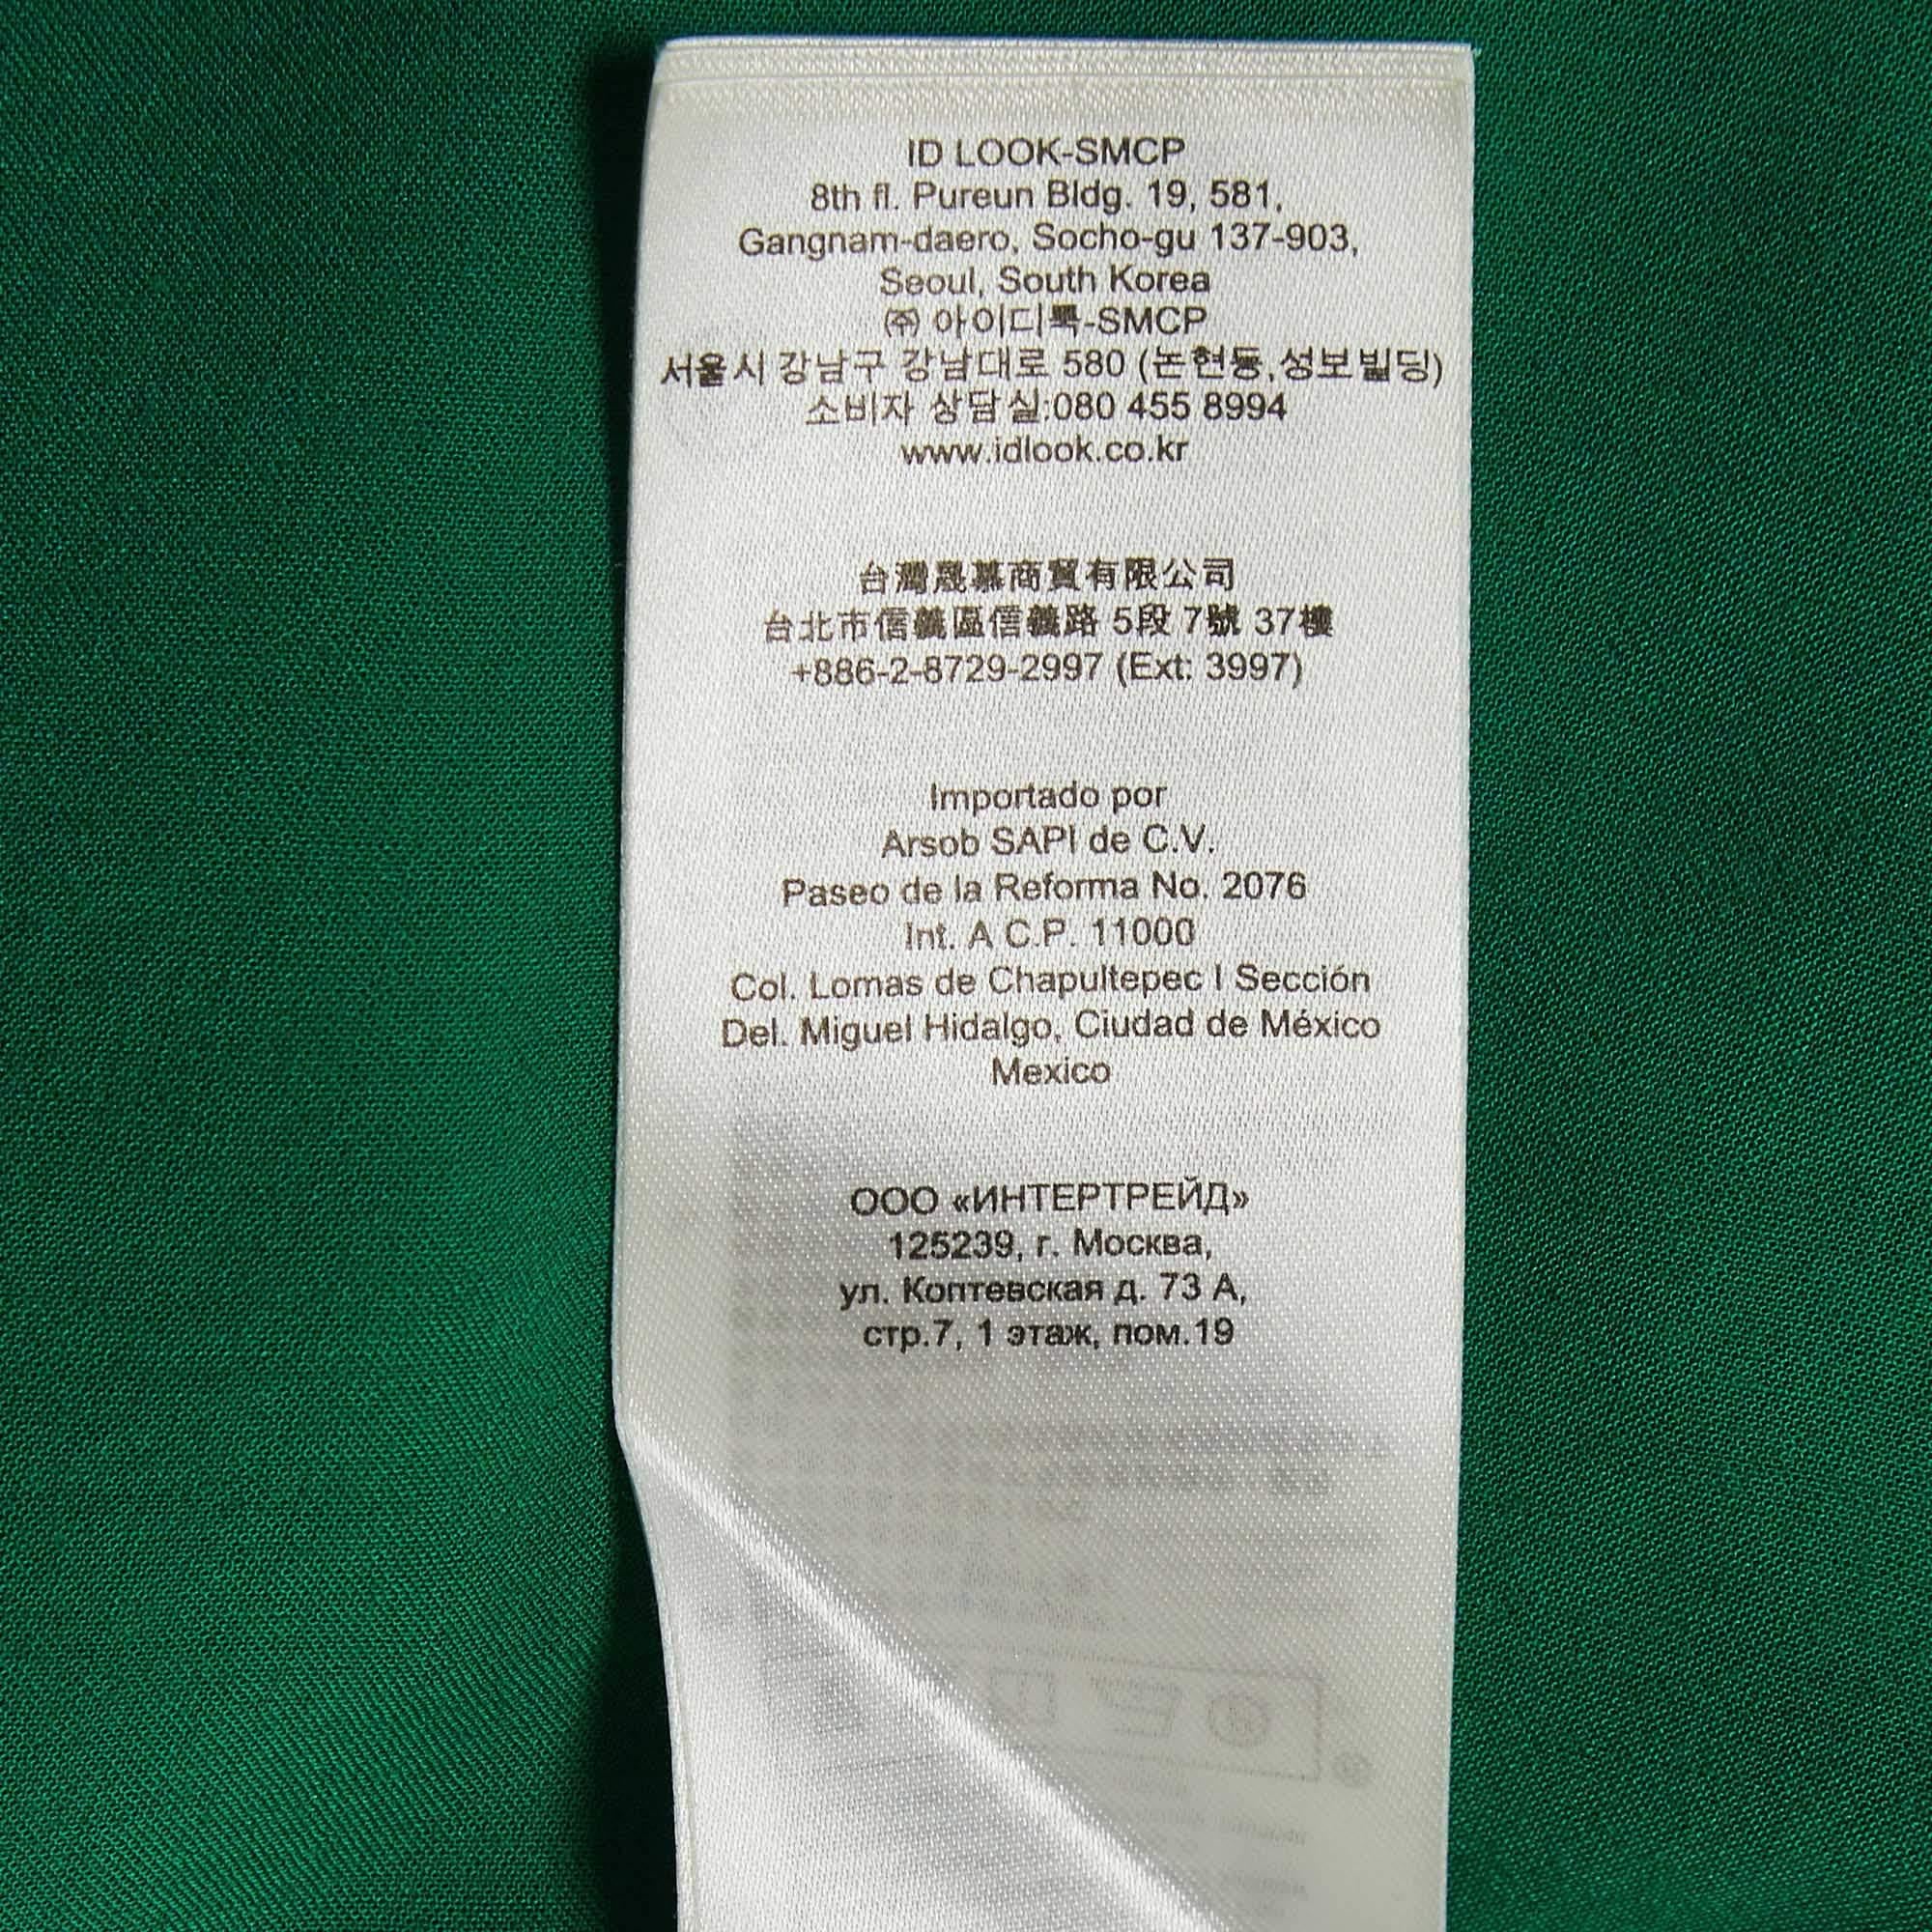 ID LOOK-SMCP
8th fl. Pureun Bldg. 19, 581,
Gangnam-daero, Socho-gu 137-903,
Seoul, South Korea
㈜ 아이디룩-SMCP
서울시 강남구 강남대로 580 (논현동,성보빌딩)
소비자 상담실:080 455 8994
www.idlook.co.kr
台灣晟慕商貿有限公司
台北市信義區信義路 5段 7號 37樓
+886-2-8729-2997 (Ext: 3997)
Importado por
Arsob SAPI de C.V.
Paseo de la Reforma No. 2076
Int. A C.P. 11000
Col. Lomas de Chapultepec I Sección
Del. Miguel Hidalgo, Ciudad de México
Mexico
ООО «ИНТЕРТРЕЙД»
125239, г. Москва,
ул. Коптевская д. 73 А,
стр.7, 1 этаж, пом.19